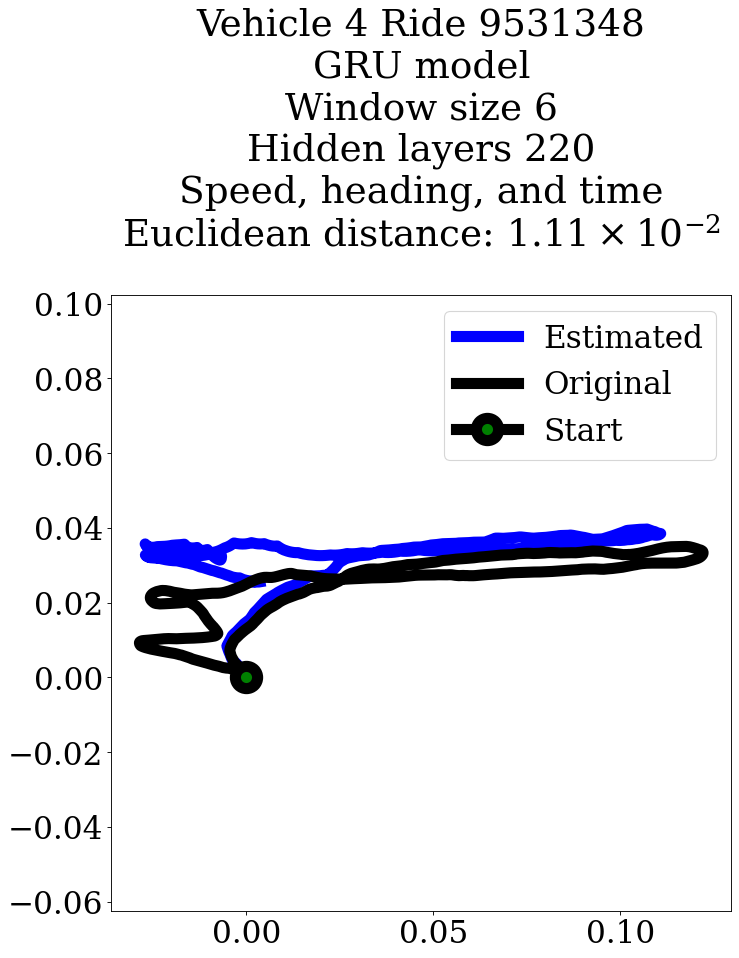 Vehicle 4 Ride 9531348
GRU model
Window size 6
Hidden layers 220
Speed, heading, and time
Euclidean distance: 1.11 × 10⁻²
Estimated
Original
Start
0.10
0.08
0.06
0.04
0.02
0.00
−0.02
−0.04
−0.06
0.00 0.05 0.10